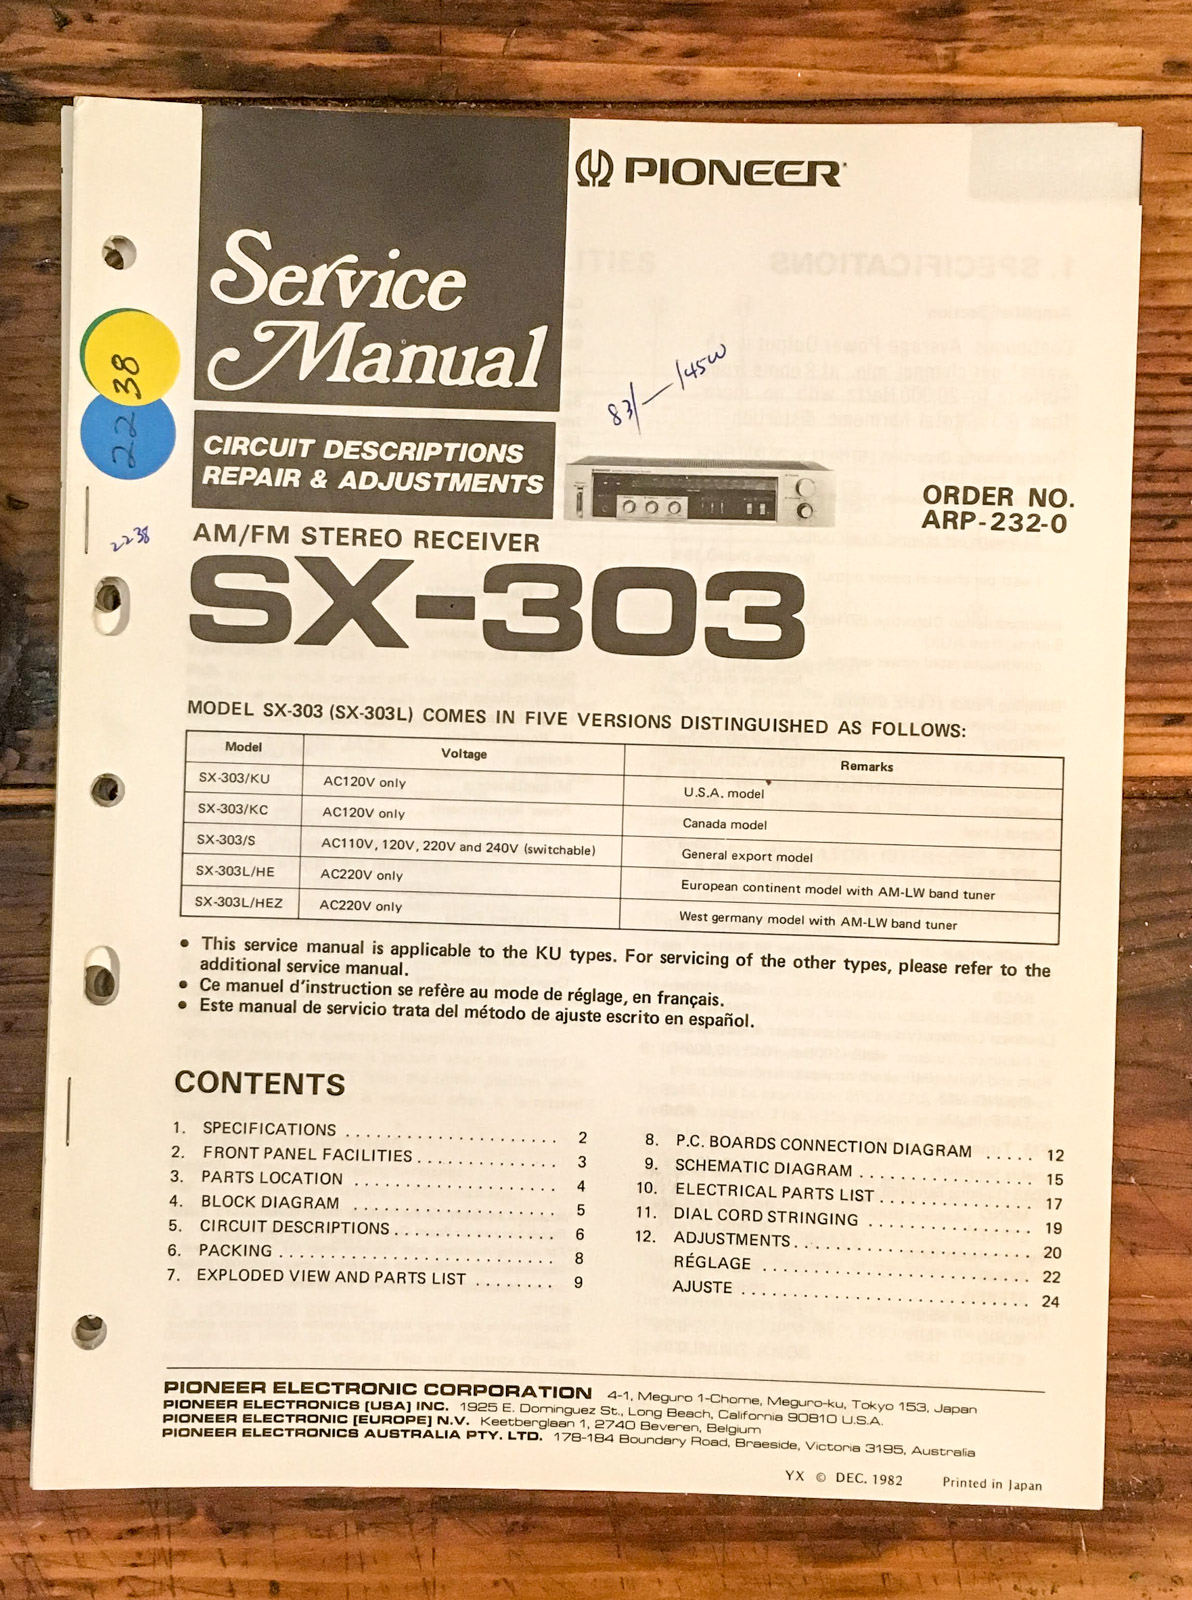 PIONEER
Service
Manual
CIRCUIT DESCRIPTIONS
REPAIR & ADJUSTMENTS
38
22
2238
83/—/45W
ORDER NO.
ARP-232-0
AM/FM STEREO RECEIVER
SX-303
MODEL SX-303 (SX-303L) COMES IN FIVE VERSIONS DISTINGUISHED AS FOLLOWS:
Model Voltage Remarks
SX-303/KU AC120V only U.S.A. model
SX-303/KC AC120V only Canada model
SX-303/S AC110V, 120V, 220V and 240V (switchable) General export model
SX-303L/HE AC220V only European continent model with AM-LW band tuner
SX-303L/HEZ AC220V only West germany model with AM-LW band tuner
• This service manual is applicable to the KU types. For servicing of the other types, please refer to the
additional service manual.
• Ce manuel d'instruction se refère au mode de réglage, en français.
• Este manual de servicio trata del método de ajuste escrito en español.
CONTENTS
1. SPECIFICATIONS ..................... 2
2. FRONT PANEL FACILITIES .............. 3
3. PARTS LOCATION .................... 4
4. BLOCK DIAGRAM .................... 5
5. CIRCUIT DESCRIPTIONS ................ 6
6. PACKING ........................... 8
7. EXPLODED VIEW AND PARTS LIST ........ 9
8. P.C. BOARDS CONNECTION DIAGRAM ..... 12
9. SCHEMATIC DIAGRAM ................. 15
10. ELECTRICAL PARTS LIST ............... 17
11. DIAL CORD STRINGING ................ 19
12. ADJUSTMENTS ....................... 20
RÉGLAGE .......................... 22
AJUSTE ............................ 24
PIONEER ELECTRONIC CORPORATION 4-1, Meguro 1-Chome, Meguro-ku, Tokyo 153, Japan
PIONEER ELECTRONICS [USA] INC. 1925 E. Dominguez St., Long Beach, California 90810 U.S.A.
PIONEER ELECTRONIC [EUROPE] N.V. Keetberglaan 1, 2740 Beveren, Belgium
PIONEER ELECTRONICS AUSTRALIA PTY. LTD. 178-184 Boundary Road, Braeside, Victoria 3195, Australia
YX © DEC. 1982 Printed in Japan